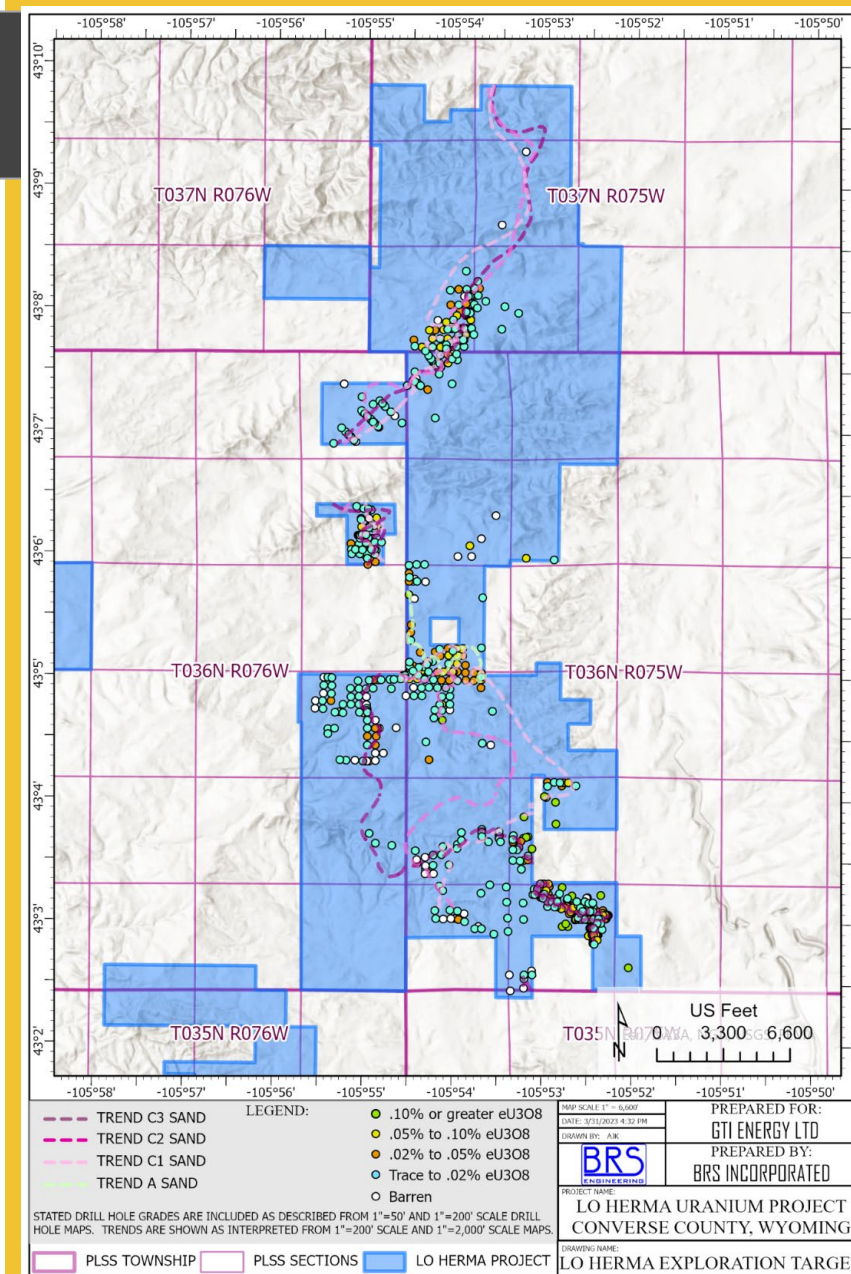 -105°58' -105°57' -105°56' -105°55' -105°54' -105°53' -105°52' -105°51' -105°50'
43°10'
43°9'
T037N R076W T037N R075W
43°8'
43°7'
43°6'
43°5'
T036N R076W T036N R075W
43°4'
43°3'
US Feet
0 3,300 6,600
N
43°2'
T035N R076W T035N
-105°58' -105°57' -105°56' -105°55' -105°54' -105°53' -105°52' -105°51' -105°50'
LEGEND:
TREND C3 SAND
TREND C2 SAND
TREND C1 SAND
TREND A SAND
.10% or greater eU3O8
.05% to .10% eU3O8
.02% to .05% eU3O8
Trace to .02% eU3O8
Barren
STATED DRILL HOLE GRADES ARE INCLUDED AS DESCRIBED FROM 1"=50' AND 1"=200' SCALE DRILL
HOLE MAPS. TRENDS ARE SHOWN AS INTERPRETED FROM 1"=200' SCALE AND 1"=2,000' SCALE MAPS.
PLSS TOWNSHIP PLSS SECTIONS LO HERMA PROJECT
MAP SCALE 1" = 6,600'
DATE: 3/31/2023 4:32 PM
DRAWN BY: AJK
BRS
ENGINEERING
PREPARED FOR:
GTI ENERGY LTD
PREPARED BY:
BRS INCORPORATED
PROJECT NAME:
LO HERMA URANIUM PROJECT
CONVERSE COUNTY, WYOMING
DRAWING NAME:
LO HERMA EXPLORATION TARGE